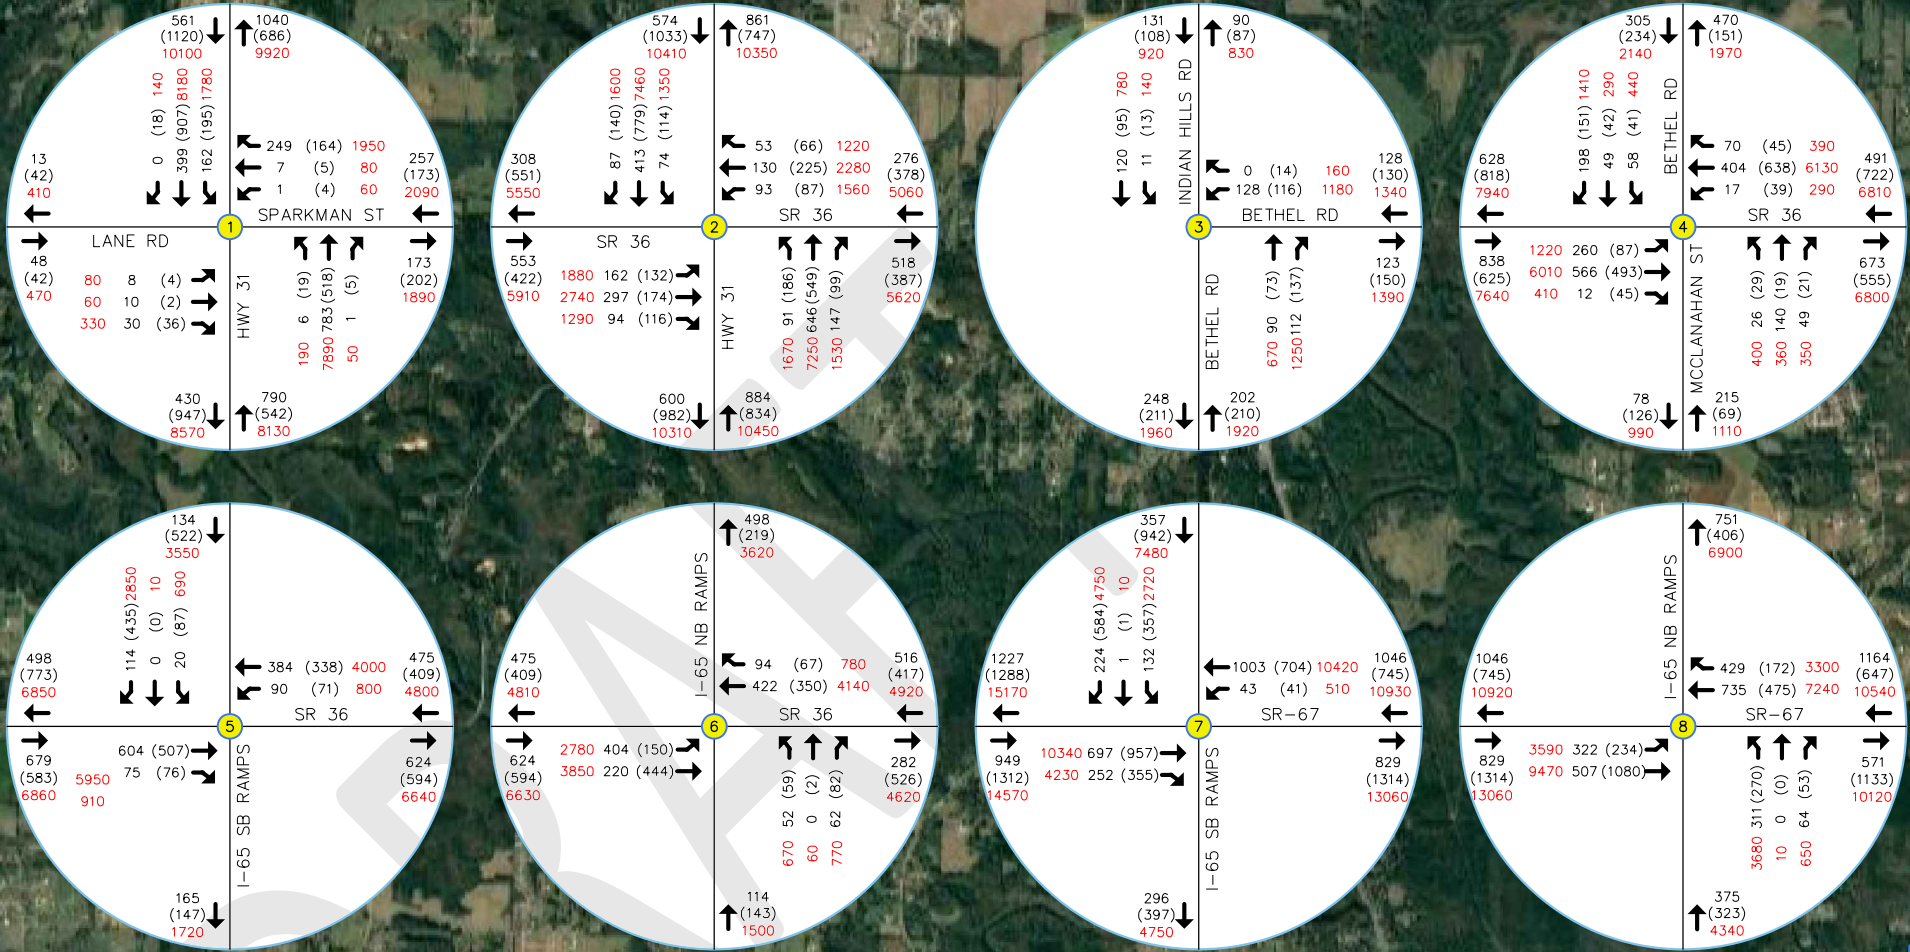 561
(1120)
10100
1040
(686)
9920
0 (18) 140
399 (907) 8180
162 (195) 1780
249 (164) 1950
7 (5) 80
1 (4) 60
13
(42)
410
257
(173)
2090
SPARKMAN ST
1
LANE RD
48
(42)
470
80 8 (4)
60 10 (2)
330 30 (36)
HWY 31
190 6 (19)
7890 783 (518)
50 1 (5)
173
(202)
1890
430
(947)
8570
790
(542)
8130
574
(1033)
10410
861
(747)
10350
87 (140) 1600
413 (779) 7460
74 (114) 1350
53 (66) 1220
130 (225) 2280
93 (87) 1560
308
(551)
5550
276
(378)
5060
SR 36
2
SR 36
553
(422)
5910
1880 162 (132)
2740 297 (174)
1290 94 (116)
HWY 31
1670 91 (186)
7250 646 (549)
1530 147 (99)
518
(387)
5620
600
(982)
10310
884
(834)
10450
131
(108)
920
90
(87)
830
120 (95) 780
11 (13) 140
INDIAN HILLS RD
0 (14) 160
128 (116) 1180
128
(130)
1340
BETHEL RD
3
BETHEL RD
670 90 (73)
1250 112 (137)
123
(150)
1390
248
(211)
1960
202
(210)
1920
305
(234)
2140
470
(151)
1970
198 (151) 1410
49 (42) 290
58 (41) 440
BETHEL RD
70 (45) 390
404 (638) 6130
17 (39) 290
628
(818)
7940
491
(722)
6810
SR 36
4
838
(625)
7640
1220 260 (87)
6010 566 (493)
410 12 (45)
MCCLANAHAN ST
400 26 (29)
360 140 (19)
350 49 (21)
673
(555)
6800
78
(126)
990
215
(69)
1110
134
(522)
3550
114 (435) 2850
0 (0) 10
20 (87) 690
384 (338) 4000
90 (71) 800
498
(773)
6850
475
(409)
4800
SR 36
5
679
(583)
6860
604 (507)
75 (76)
5950
910
I-65 SB RAMPS
624
(594)
6640
165
(147)
1720
498
(219)
3620
I-65 NB RAMPS
94 (67) 780
422 (350) 4140
475
(409)
4810
516
(417)
4920
SR 36
6
624
(594)
6630
2780 404 (150)
3850 220 (444)
670 52 (59)
60 0 (2)
770 62 (82)
282
(526)
4620
114
(143)
1500
357
(942)
7480
224 (584) 4750
1 (1) 10
132 (357) 2720
1003 (704) 10420
43 (41) 510
1227
(1288)
15170
1046
(745)
10930
SR-67
7
949
(1312)
14570
10340 697 (957)
4230 252 (355)
I-65 SB RAMPS
829
(1314)
13060
296
(397)
4750
751
(406)
6900
I-65 NB RAMPS
429 (172) 3300
735 (475) 7240
1046
(745)
10920
1164
(647)
10540
SR-67
8
829
(1314)
13060
3590 322 (234)
9470 507 (1080)
3680 311 (270)
10 0 (0)
650 64 (53)
571
(1133)
10120
375
(323)
4340
DRAFT